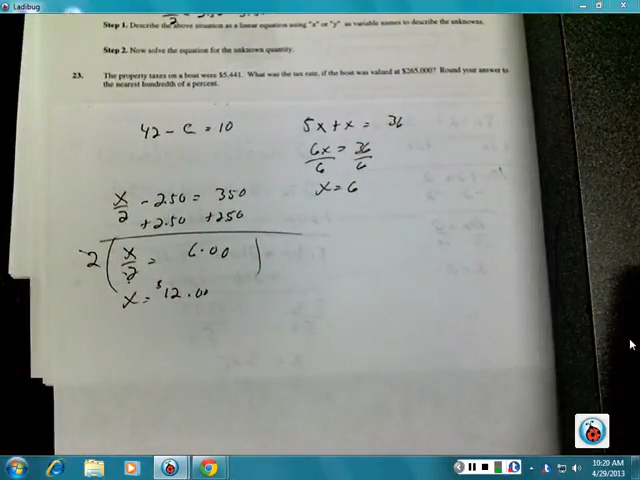 Ladibug
Step 1. Describe the above situation as a linear equation using "x" or "y" as variable names to describe the unknowns.
Step 2. Now solve the equation for the unknown quantity.
23. The property taxes on a boat were $5,441. What was the tax rate, if the boat was valued at $265,000? Round your answer to
the nearest hundredth of a percent.
42 - C = 10
5x + x = 36
6x/6 = 36/6
x = 6
x/2 - 2.50 = 350
+2.50 +250
2 ( x/2 = 6.00 )
x = $12.00
10:20 AM
4/29/2013